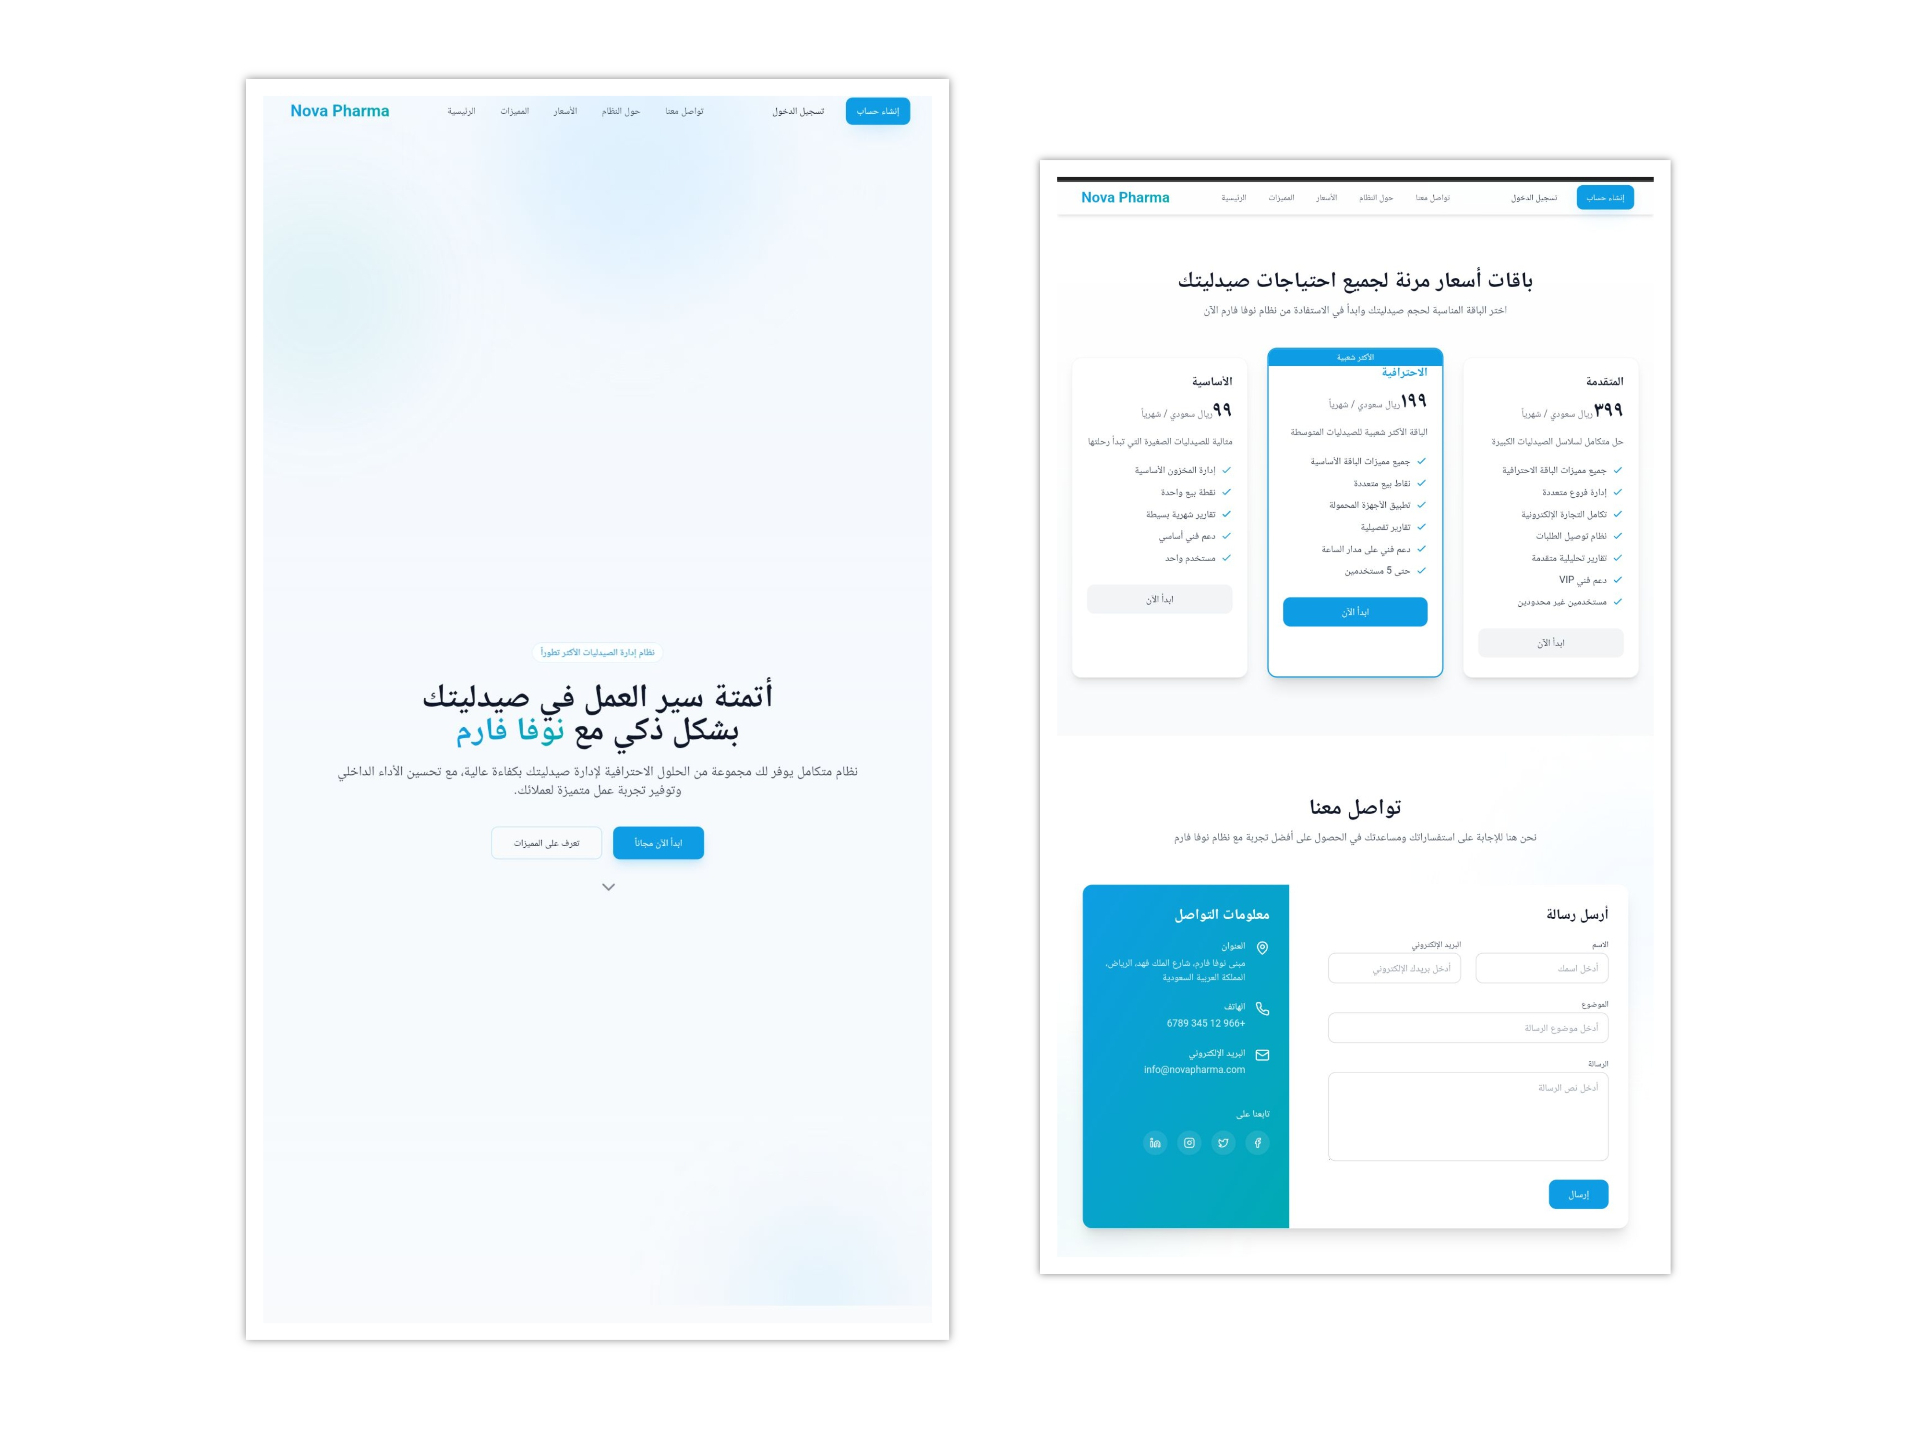 Nova Pharma
الرئيسية
المميزات
الأسعار
حول النظام
تواصل معنا
تسجيل الدخول
إنشاء حساب
نظام إدارة الصيدليات الأكثر تطوراً
أتمتة سير العمل في صيدليتك
بشكل ذكي مع نوفا فارم
نظام متكامل يوفر لك مجموعة من الحلول الاحترافية لإدارة صيدليتك بكفاءة عالية، مع تحسين الأداء الداخلي
وتوفير تجربة عمل متميزة لعملائك.
ابدأ الآن مجاناً
تعرف على المميزات
Nova Pharma
الرئيسية
المميزات
الأسعار
حول النظام
تواصل معنا
تسجيل الدخول
إنشاء حساب
باقات أسعار مرنة لجميع احتياجات صيدليتك
اختر الباقة المناسبة لحجم صيدليتك وابدأ في الاستفادة من نظام نوفا فارم الآن
المتقدمة
٣٩٩ ريال سعودي / شهرياً
حل متكامل لسلاسل الصيدليات الكبيرة
جميع مميزات الباقة الاحترافية
إدارة فروع متعددة
تكامل التجارة الإلكترونية
نظام توصيل الطلبات
تقارير تحليلية متقدمة
دعم فني VIP
مستخدمين غير محدودين
ابدأ الآن
الأكثر شعبية
الاحترافية
١٩٩ ريال سعودي / شهرياً
الباقة الأكثر شعبية للصيدليات المتوسطة
جميع مميزات الباقة الأساسية
نقاط بيع متعددة
تطبيق الأجهزة المحمولة
تقارير تفصيلية
دعم فني على مدار الساعة
حتى 5 مستخدمين
ابدأ الآن
الأساسية
٩٩ ريال سعودي / شهرياً
مثالية للصيدليات الصغيرة التي تبدأ رحلتها
إدارة المخزون الأساسية
نقطة بيع واحدة
تقارير شهرية بسيطة
دعم فني أساسي
مستخدم واحد
ابدأ الآن
تواصل معنا
نحن هنا للإجابة على استفساراتك ومساعدتك في الحصول على أفضل تجربة مع نظام نوفا فارم
أرسل رسالة
الاسم
أدخل اسمك
البريد الإلكتروني
أدخل بريدك الإلكتروني
الموضوع
أدخل موضوع الرسالة
الرسالة
أدخل نص الرسالة
إرسال
معلومات التواصل
العنوان
مبنى نوفا فارم، شارع الملك فهد، الرياض،
المملكة العربية السعودية
الهاتف
6789 345 12 966+
البريد الإلكتروني
info@novapharma.com
تابعنا على